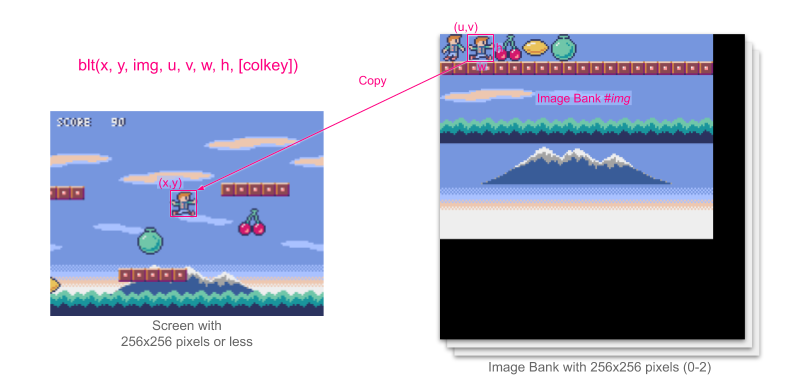 (u,v)
blt(x, y, img, u, v, w, h, [colkey])
h
w
Copy
Image Bank #img
SCORE 90
(x,y)
Screen with
256x256 pixels or less
Image Bank with 256x256 pixels (0-2)